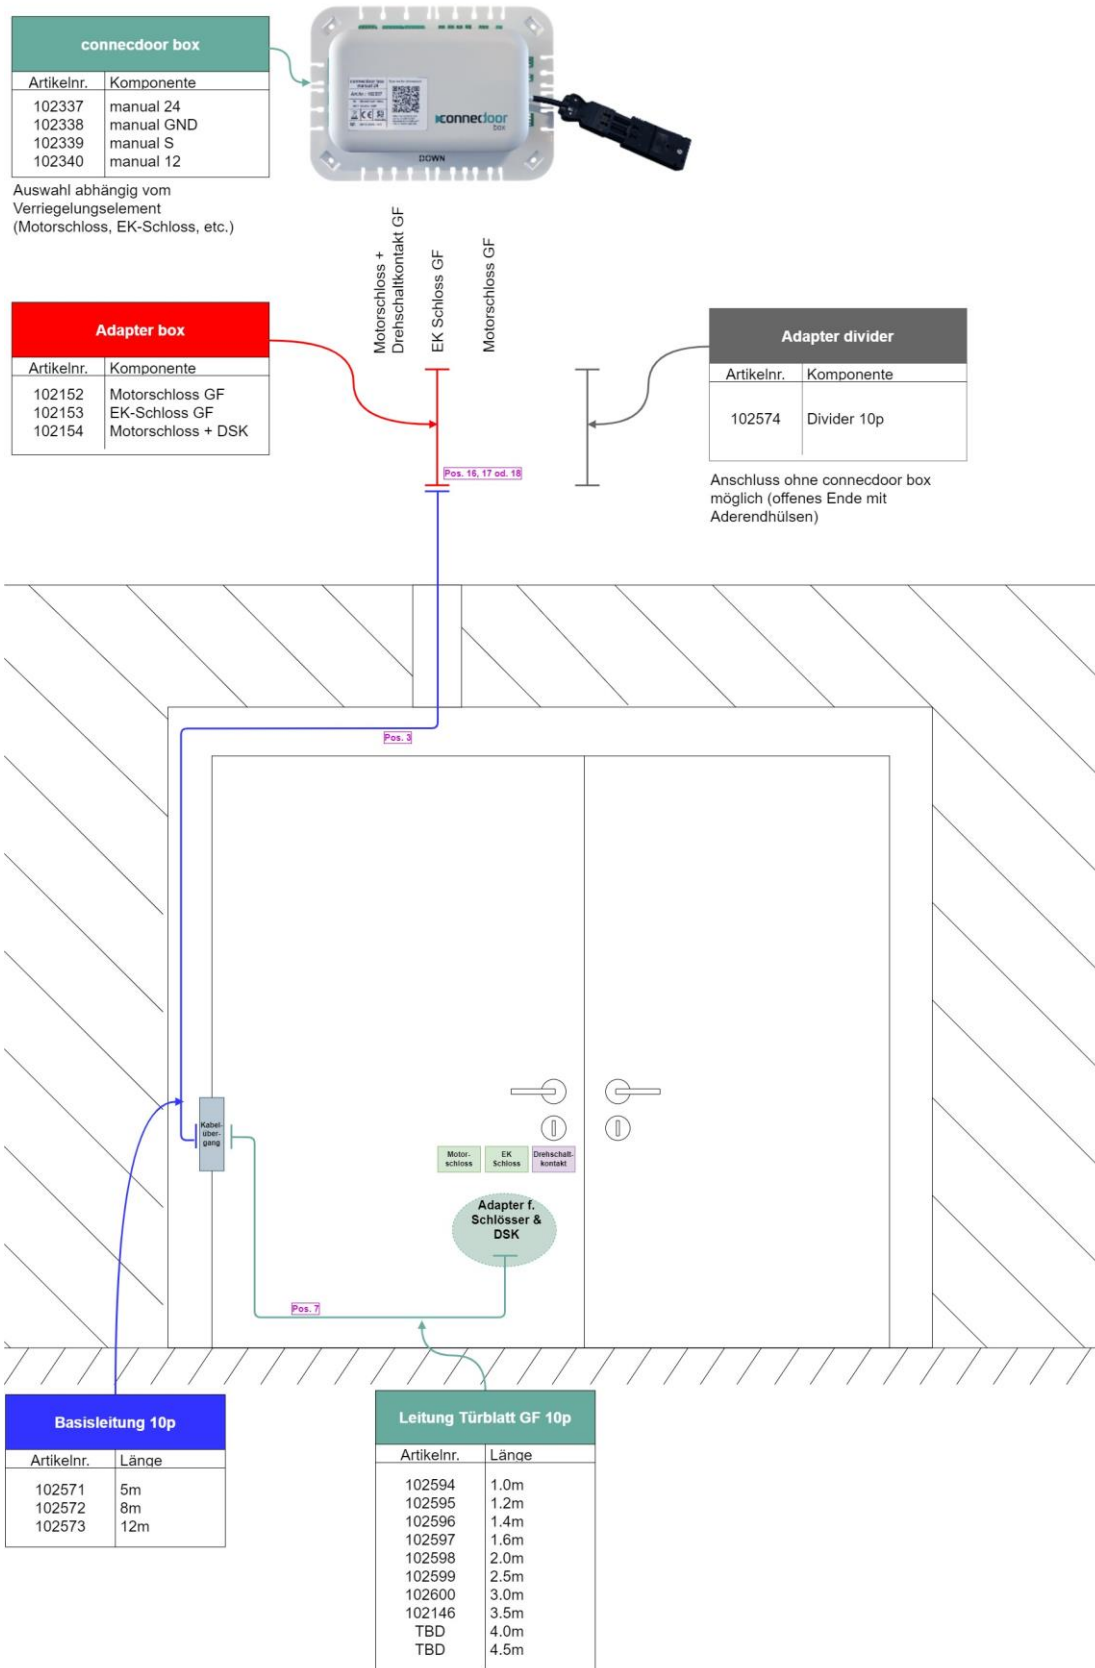 connecdoor box
Artikelnr. Komponente
102337 manual 24
102338 manual GND
102339 manual S
102340 manual 12
Auswahl abhängig vom
Verriegelungselement
(Motorschloss, EK-Schloss, etc.)
connecdoor
box
DOWN
Motorschloss +
Drehschaltkontakt GF
EK Schloss GF
Motorschloss GF
Adapter box
Artikelnr. Komponente
102152 Motorschloss GF
102153 EK-Schloss GF
102154 Motorschloss + DSK
Adapter divider
Artikelnr. Komponente
102574 Divider 10p
Anschluss ohne connecdoor box
möglich (offenes Ende mit
Aderendhülsen)
Pos. 16, 17 od. 18
Pos. 3
Kabel-
über-
gang
Motor-
schloss
EK
Schloss
Drehschalt-
kontakt
Adapter f.
Schlösser &
DSK
Pos. 7
Basisleitung 10p
Artikelnr. Länge
102571 5m
102572 8m
102573 12m
Leitung Türblatt GF 10p
Artikelnr. Länge
102594 1.0m
102595 1.2m
102596 1.4m
102597 1.6m
102598 2.0m
102599 2.5m
102600 3.0m
102146 3.5m
TBD 4.0m
TBD 4.5m